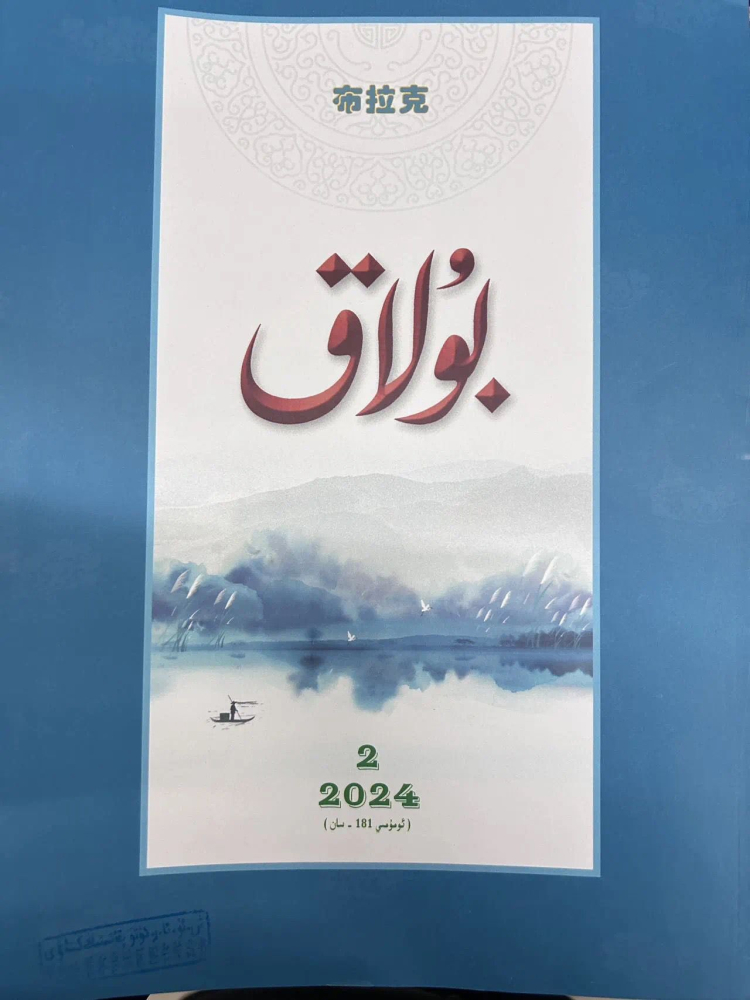 布拉克
بۇلاق
2
2024
(ئومۇمىي 181 - سان)